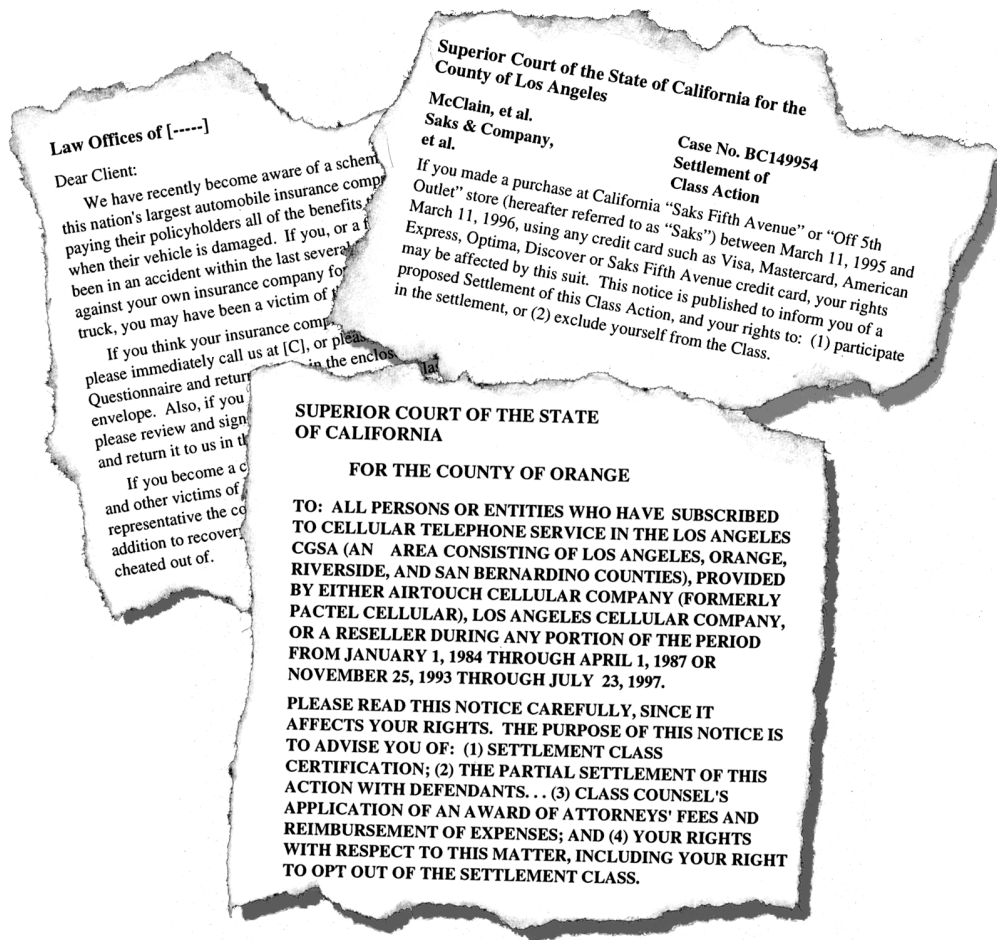 Law Offices of [-----]
Dear Client:
We have recently become aware of a schem
this nation's largest automobile insurance comp
paying their policyholders all of the benefits
when their vehicle is damaged. If you, or a f
been in an accident within the last several
against your own insurance company fo
truck, you may have been a victim of
If you think your insurance comp
please immediately call us at [C], or pleas
Questionnaire and return in the enclos
envelope. Also, if you
please review and sign
and return it to us in th
If you become a c
and other victims of
representative the co
addition to recover
cheated out of.
Superior Court of the State of California for the
County of Los Angeles
McClain, et al.
Saks & Company,
et al.
Case No. BC149954
Settlement of
Class Action
If you made a purchase at California “Saks Fifth Avenue” or “Off 5th
Outlet” store (hereafter referred to as “Saks”) between March 11, 1995 and
March 11, 1996, using any credit card such as Visa, Mastercard, American
Express, Optima, Discover or Saks Fifth Avenue credit card, your rights
may be affected by this suit. This notice is published to inform you of a
proposed Settlement of this Class Action, and your rights to: (1) participate
in the settlement, or (2) exclude yourself from the Class.
SUPERIOR COURT OF THE STATE
OF CALIFORNIA
FOR THE COUNTY OF ORANGE
TO: ALL PERSONS OR ENTITIES WHO HAVE SUBSCRIBED
TO CELLULAR TELEPHONE SERVICE IN THE LOS ANGELES
CGSA (AN AREA CONSISTING OF LOS ANGELES, ORANGE,
RIVERSIDE, AND SAN BERNARDINO COUNTIES), PROVIDED
BY EITHER AIRTOUCH CELLULAR COMPANY (FORMERLY
PACTEL CELLULAR), LOS ANGELES CELLULAR COMPANY,
OR A RESELLER DURING ANY PORTION OF THE PERIOD
FROM JANUARY 1, 1984 THROUGH APRIL 1, 1987 OR
NOVEMBER 25, 1993 THROUGH JULY 23, 1997.
PLEASE READ THIS NOTICE CAREFULLY, SINCE IT
AFFECTS YOUR RIGHTS. THE PURPOSE OF THIS NOTICE IS
TO ADVISE YOU OF: (1) SETTLEMENT CLASS
CERTIFICATION; (2) THE PARTIAL SETTLEMENT OF THIS
ACTION WITH DEFENDANTS. . . (3) CLASS COUNSEL'S
APPLICATION OF AN AWARD OF ATTORNEYS' FEES AND
REIMBURSEMENT OF EXPENSES; AND (4) YOUR RIGHTS
WITH RESPECT TO THIS MATTER, INCLUDING YOUR RIGHT
TO OPT OUT OF THE SETTLEMENT CLASS.